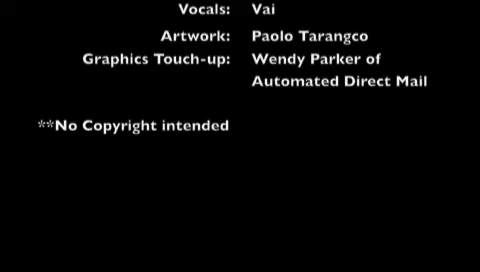 Vocals: Vai
Artwork: Paolo Tarangco
Graphics Touch-up: Wendy Parker of
Automated Direct Mail
**No Copyright intended